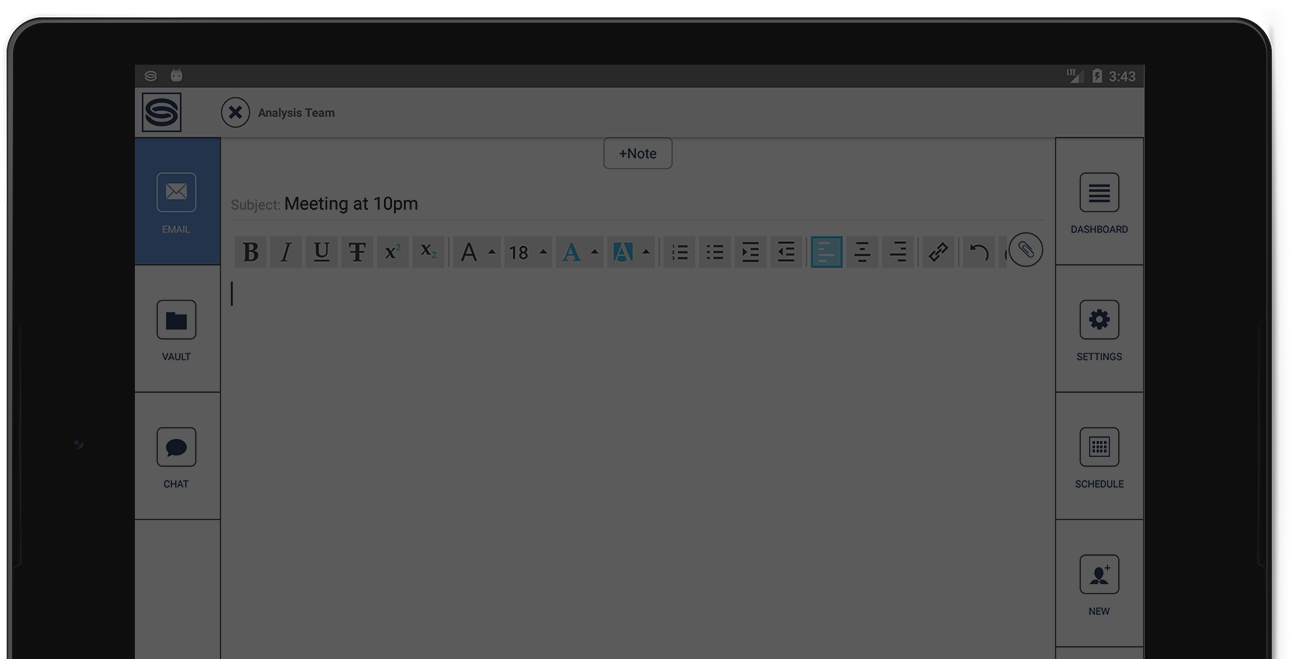 LTE 3:43
Analysis Team
+Note
EMAIL
DASHBOARD
Subject: Meeting at 10pm
B I U T x² x₂ A 18 A A
VAULT
SETTINGS
CHAT
SCHEDULE
NEW